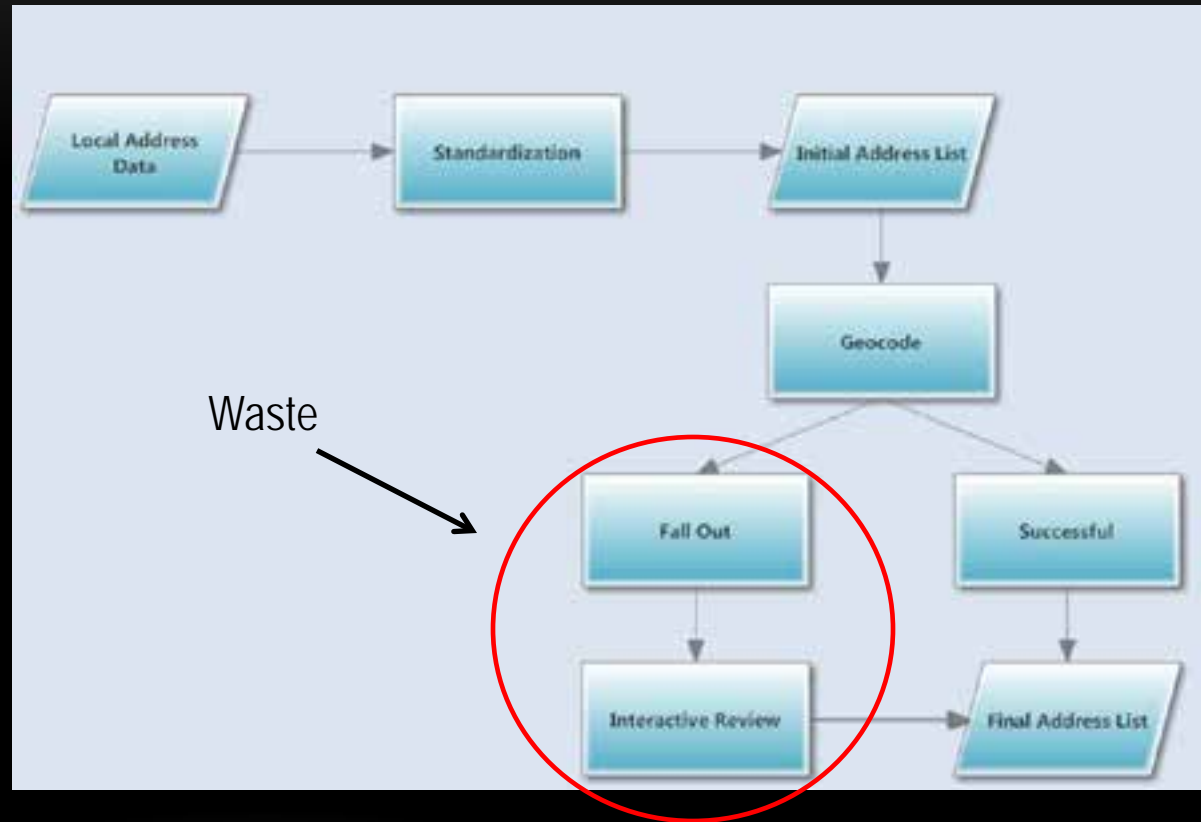 Local Address
Data
Standardization
Initial Address List
Geocode
Waste
Fall Out
Successful
Interactive Review
Final Address List